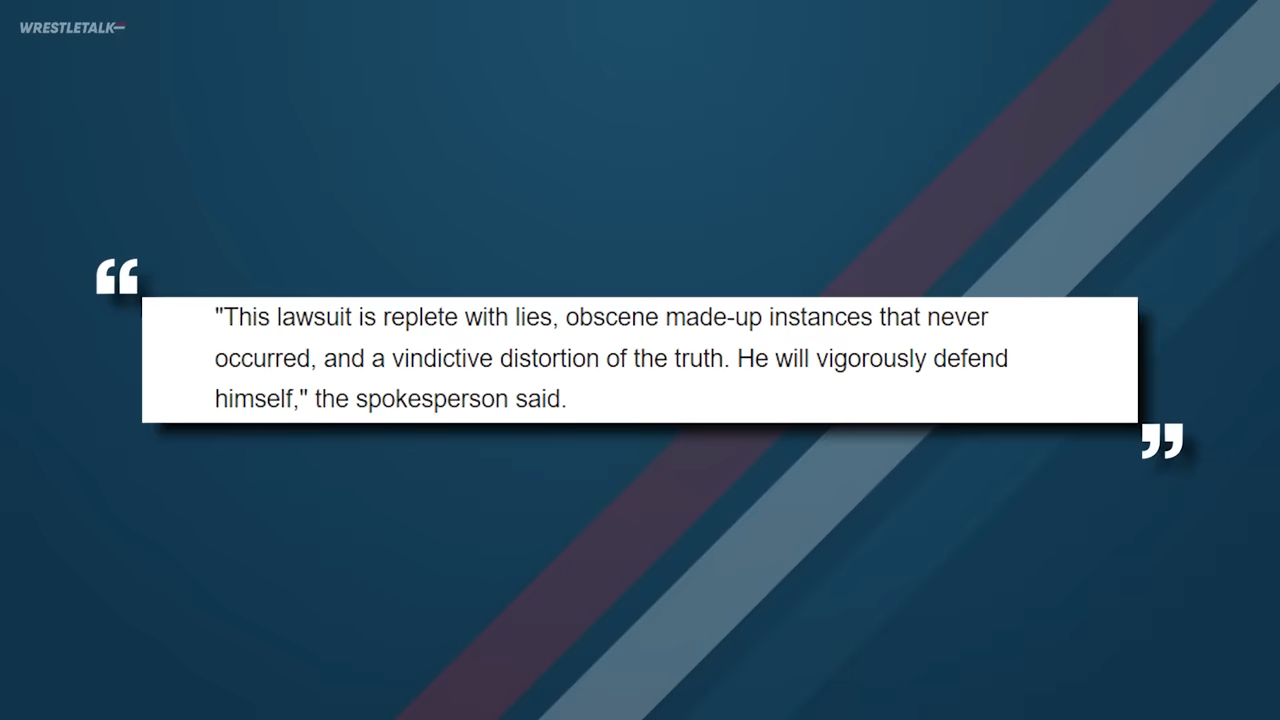 WRESTLETALK
“
"This lawsuit is replete with lies, obscene made-up instances that never
occurred, and a vindictive distortion of the truth. He will vigorously defend
himself," the spokesperson said.
”